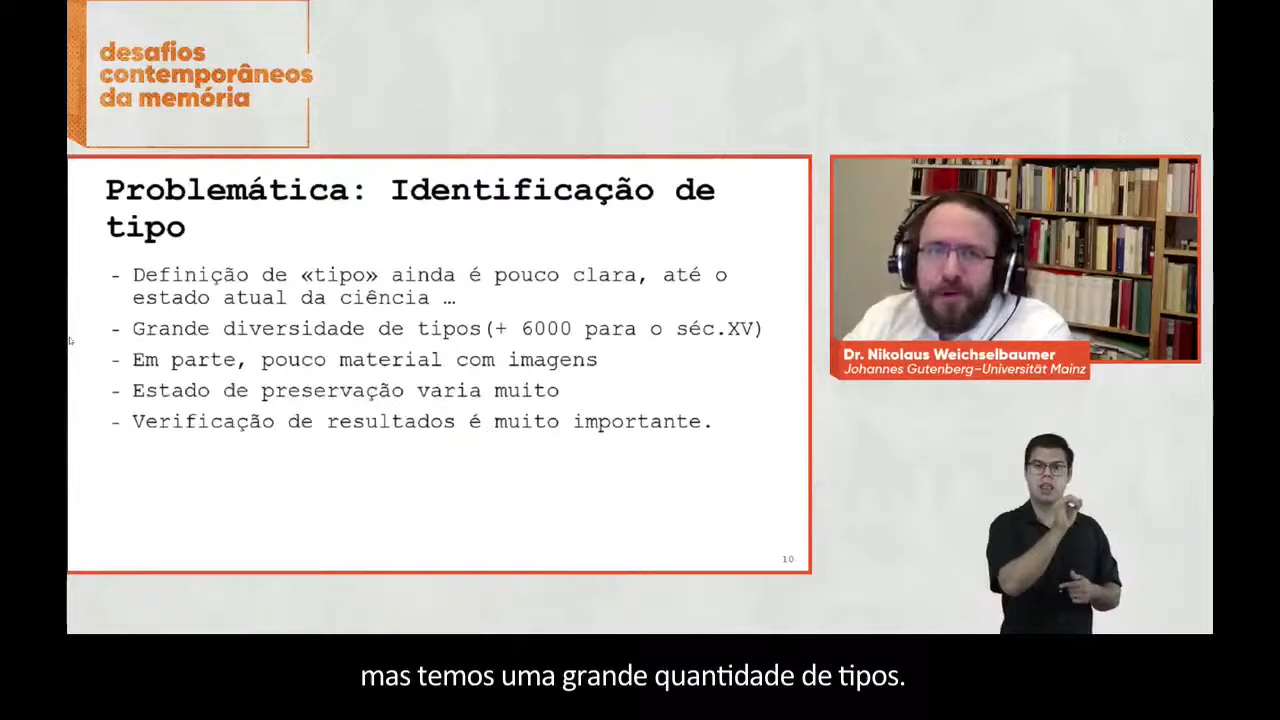 desafios
contemporâneos
da memória
Problemática: Identificação de
tipo
- Definição de «tipo» ainda é pouco clara, até o
estado atual da ciência …
- Grande diversidade de tipos(+ 6000 para o séc.XV)
- Em parte, pouco material com imagens
- Estado de preservação varia muito
- Verificação de resultados é muito importante.
10
Dr. Nikolaus Weichselbaumer
Johannes Gutenberg-Universität Mainz
mas temos uma grande quantidade de tipos.